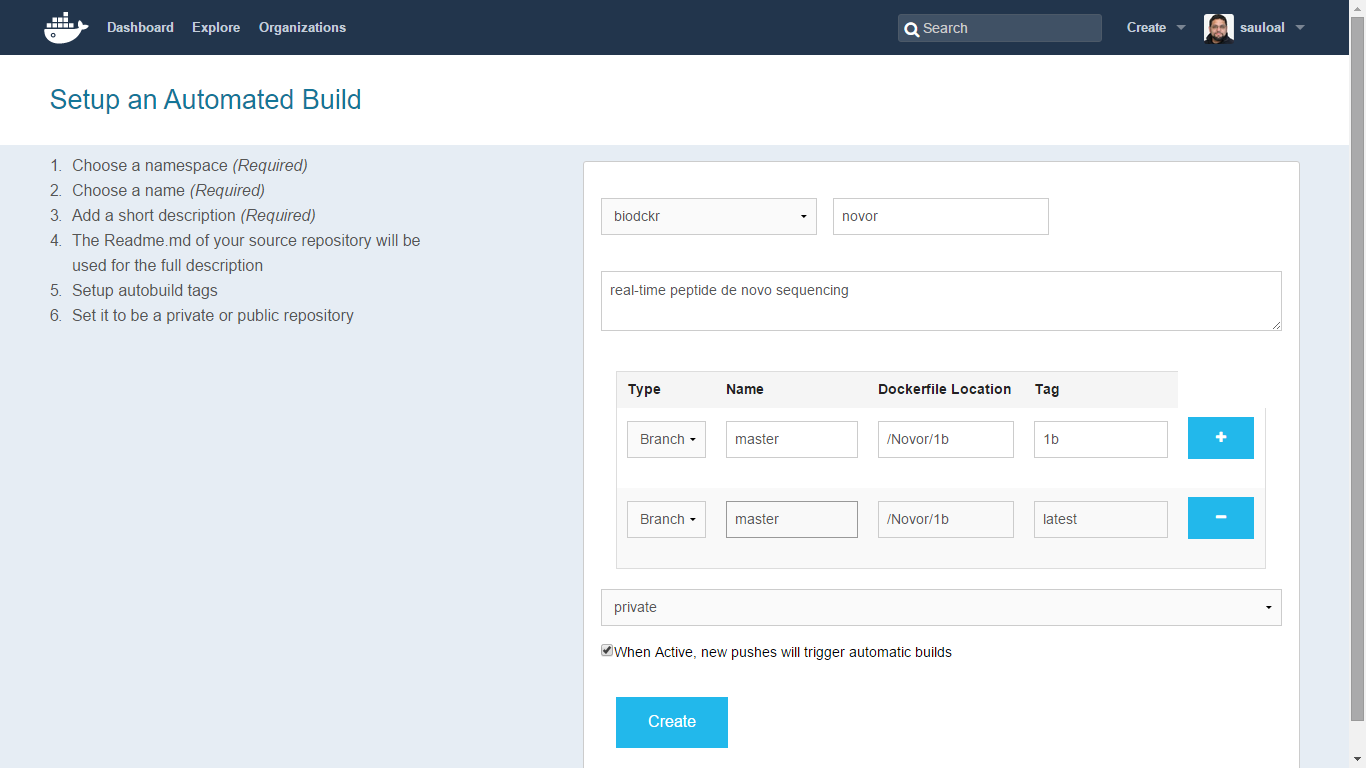 Dashboard Explore Organizations Search Create sauloal
Setup an Automated Build
1. Choose a namespace (Required)
2. Choose a name (Required)
3. Add a short description (Required)
4. The Readme.md of your source repository will be
used for the full description
5. Setup autobuild tags
6. Set it to be a private or public repository
biodckr novor
real-time peptide de novo sequencing
Type Name Dockerfile Location Tag
Branch master /Novor/1b 1b +
Branch master /Novor/1b latest −
private
When Active, new pushes will trigger automatic builds
Create